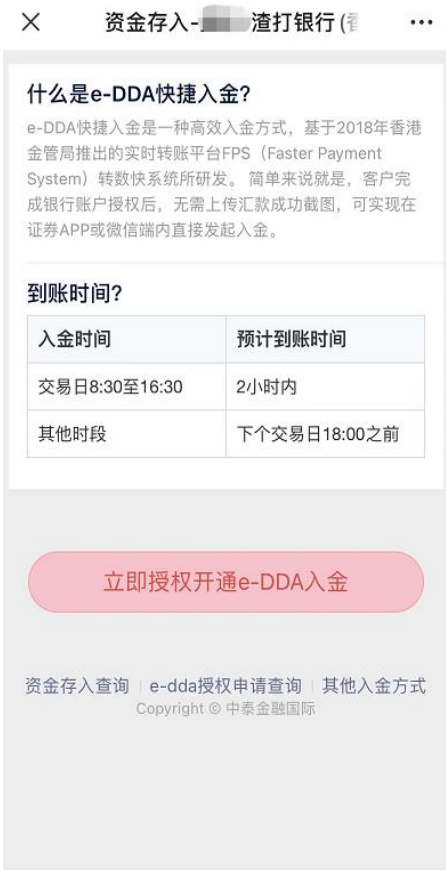 资金存入-渣打银行(
什么是e-DDA快捷入金?
e-DDA快捷入金是一种高效入金方式，基于2018年香港
金管局推出的实时转账平台FPS（Faster Payment
System）转数快系统所研发。简单来说就是，客户完
成银行账户授权后，无需上传汇款成功截图，可实现在
证券APP或微信端内直接发起入金。
到账时间?
入金时间 预计到账时间
交易日8:30至16:30 2小时内
其他时段 下个交易日18:00之前
立即授权开通e-DDA入金
资金存入查询 e-dda授权申请查询 其他入金方式
Copyright © 中泰金融国际